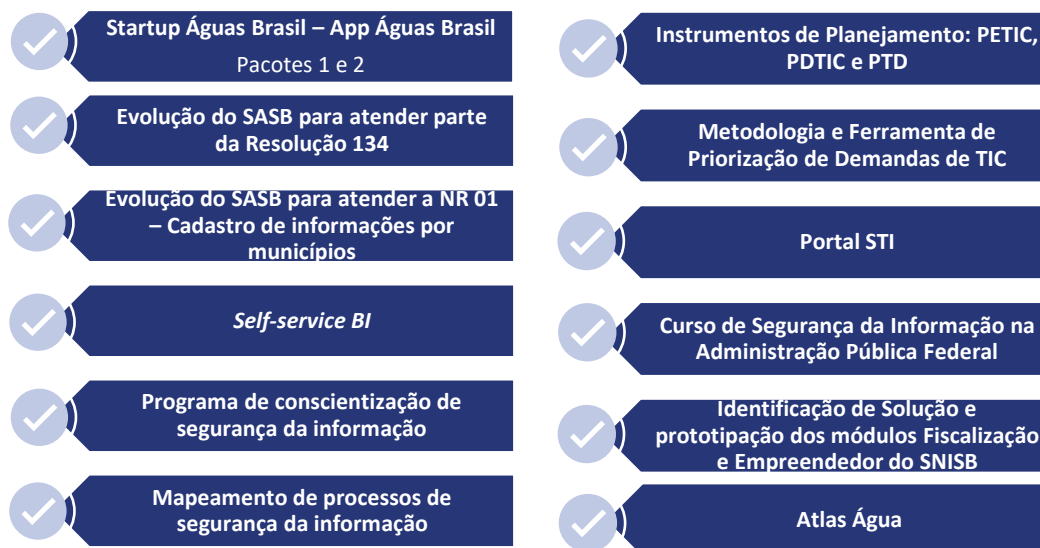 Startup Águas Brasil – App Águas Brasil
Pacotes 1 e 2
Evolução do SASB para atender parte
da Resolução 134
Evolução do SASB para atender a NR 01
– Cadastro de informações por
municípios
Self-service BI
Programa de conscientização de
segurança da informação
Mapeamento de processos de
segurança da informação
Instrumentos de Planejamento: PETIC,
PDTIC e PTD
Metodologia e Ferramenta de
Priorização de Demandas de TIC
Portal STI
Curso de Segurança da Informação na
Administração Pública Federal
Identificação de Solução e
prototipação dos módulos Fiscalização
e Empreendedor do SNISB
Atlas Água